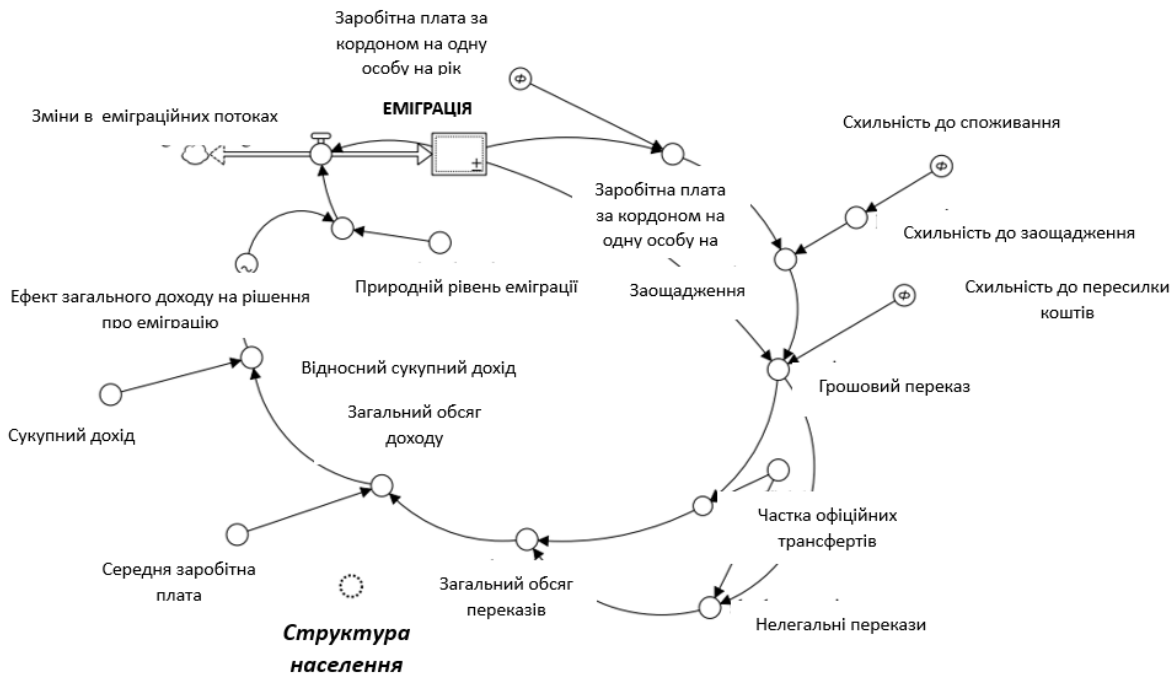 Заробітна плата за
кордоном на одну
особу на рік
Ф
ЕМІГРАЦІЯ
Зміни в еміграційних потоках
Схильність до споживання
Ф
±
Заробітна плата
за кордоном на
одну особу на
Схильність до заощадження
Природній рівень еміграції
Заощадження
Схильність до пересилки
коштів
Ф
~
Ефект загального доходу на рішення
про еміграцію
Відносний сукупний дохід
Грошовий переказ
Загальний обсяг
доходу
Сукупний дохід
Частка офіційних
трансфертів
Середня заробітна
плата
Загальний обсяг
переказів
Нелегальні перекази
Структура
населення